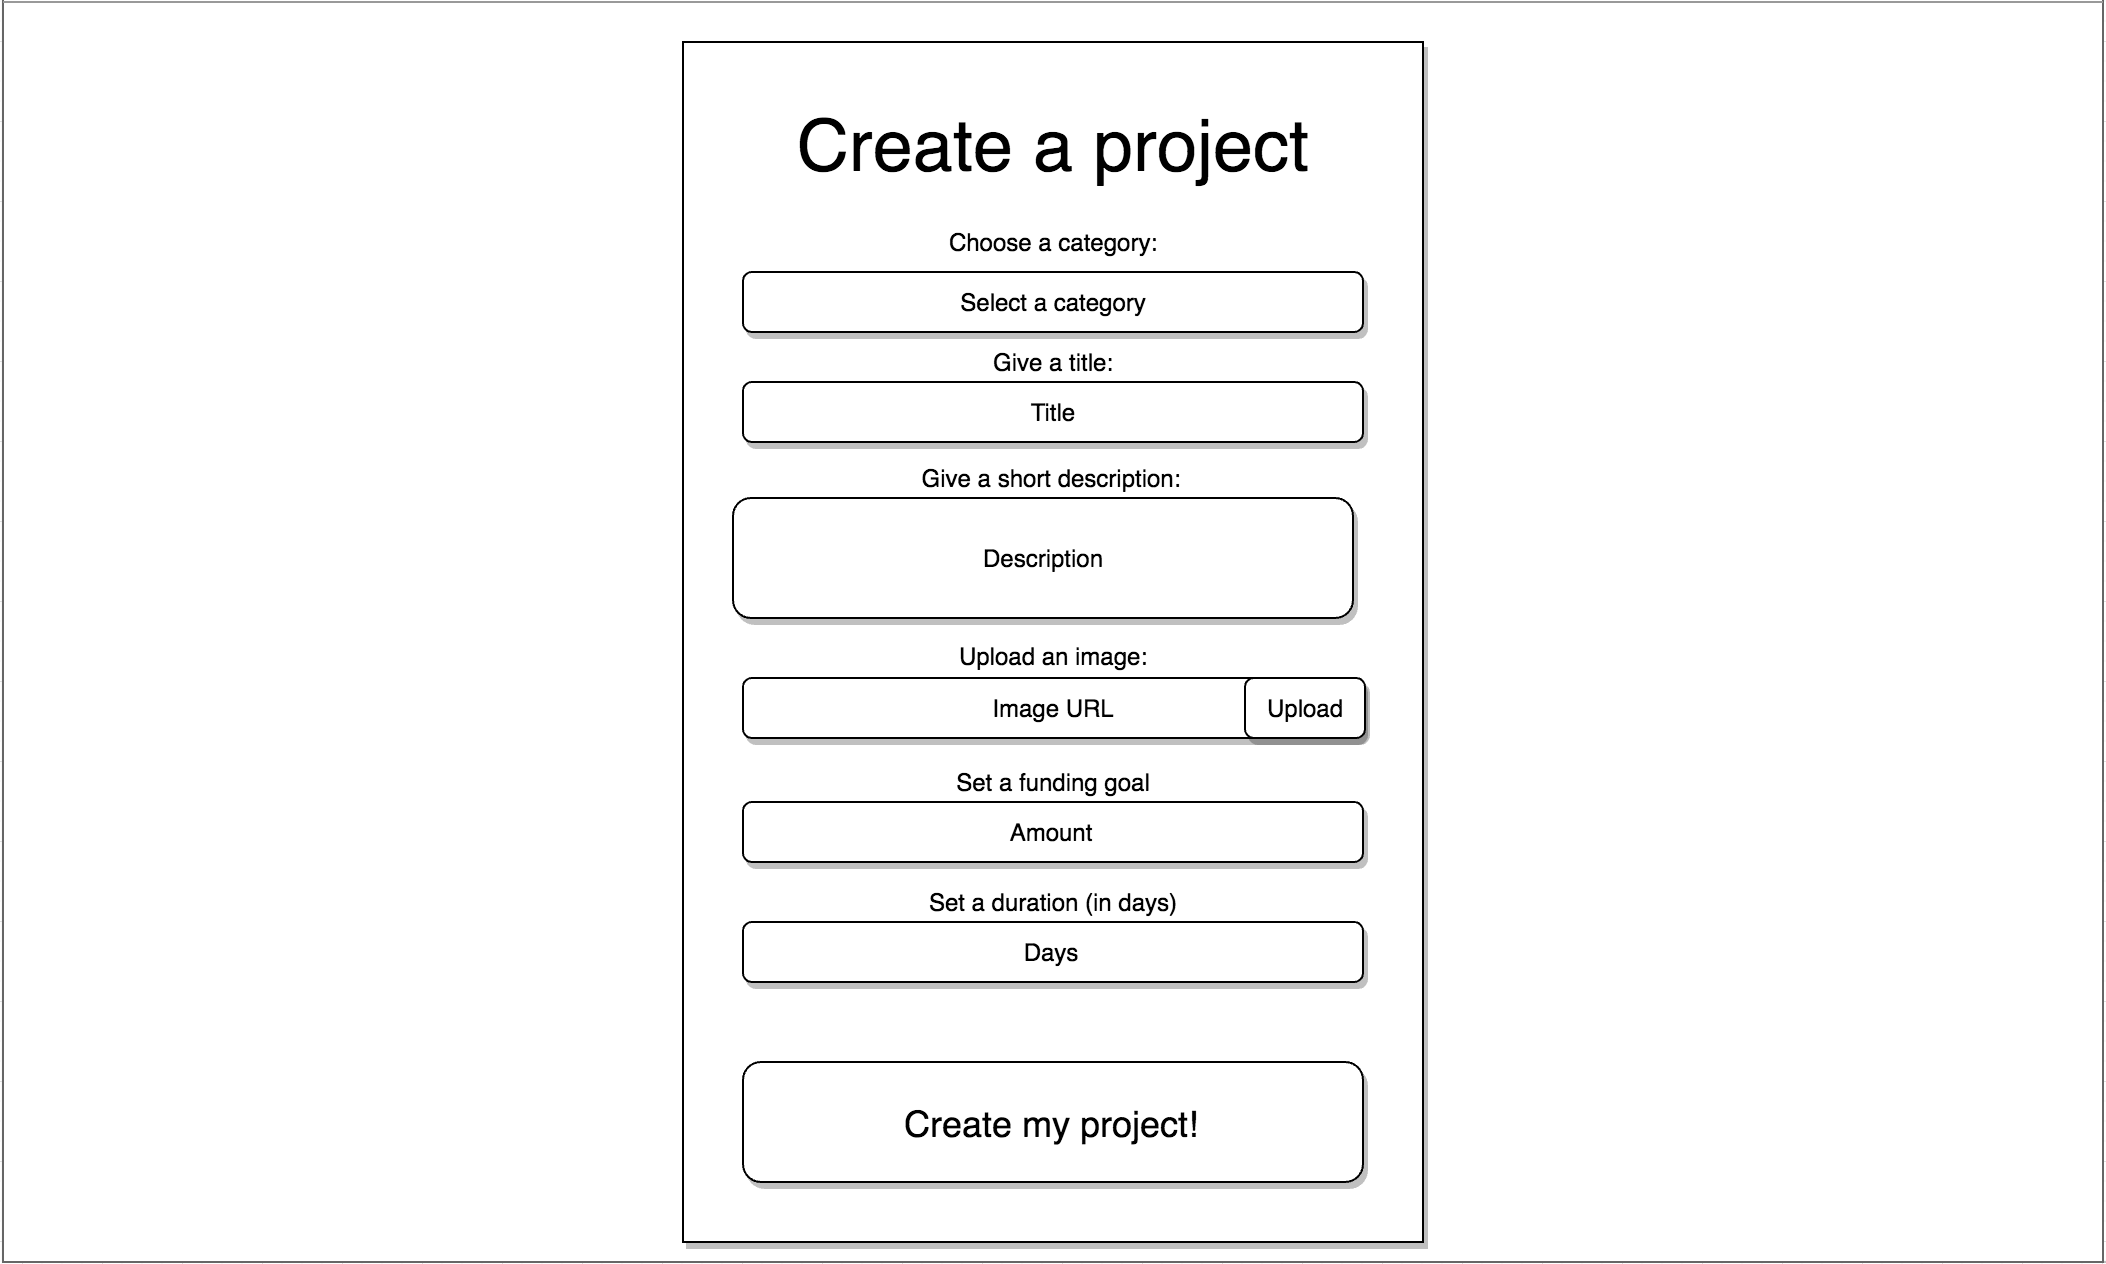 Create a project
Choose a category:
Select a category
Give a title:
Title
Give a short description:
Description
Upload an image:
Image URL
Upload
Set a funding goal
Amount
Set a duration (in days)
Days
Create my project!